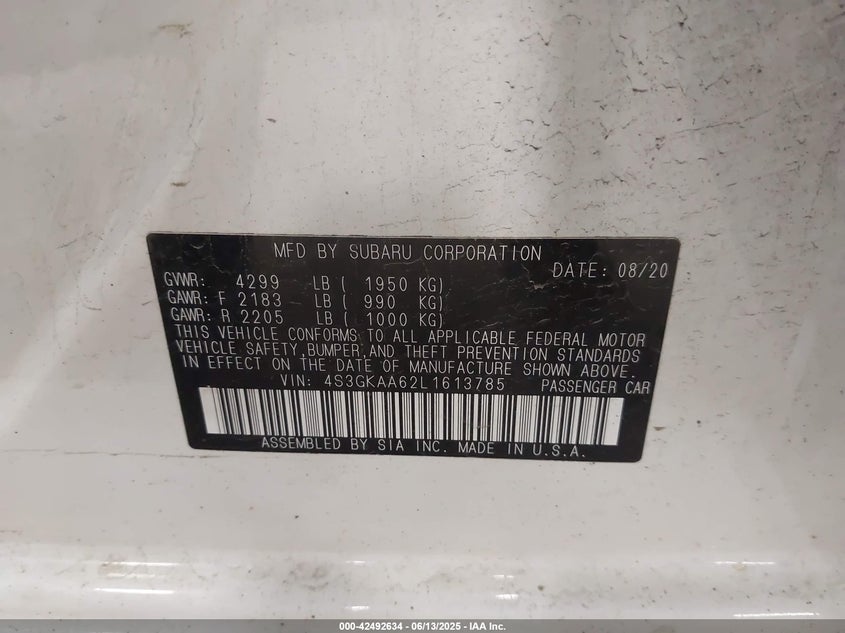 MFD BY SUBARU CORPORATION
DATE: 08/20
GVWR: 4299 LB ( 1950 KG)
GAWR: F 2183 LB ( 990 KG)
GAWR: R 2205 LB ( 1000 KG)
THIS VEHICLE CONFORMS TO ALL APPLICABLE FEDERAL MOTOR
VEHICLE SAFETY,BUMPER,AND THEFT PREVENTION STANDARDS
IN EFFECT ON THE DATE OF MANUFACTURE SHOWN ABOVE.
VIN: 4S3GKAA62L1613785 PASSENGER CAR
ASSEMBLED BY SIA INC. MADE IN U.S.A.
000-42492634 - 06/13/2025 - IAA Inc.